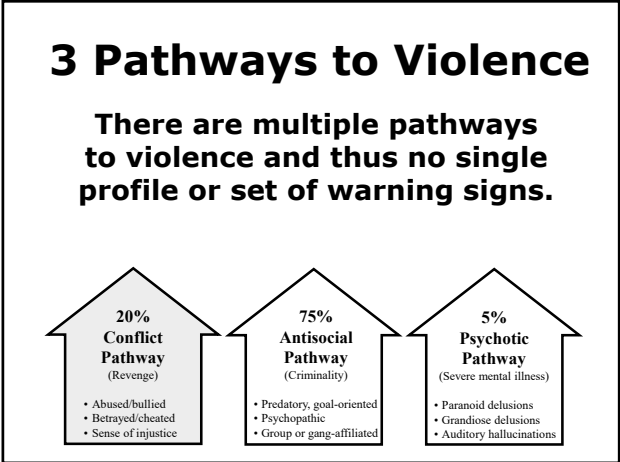 3 Pathways to Violence
There are multiple pathways
to violence and thus no single
profile or set of warning signs.
20%
Conflict
Pathway
(Revenge)
• Abused/bullied
• Betrayed/cheated
• Sense of injustice
75%
Antisocial
Pathway
(Criminality)
• Predatory, goal-oriented
• Psychopathic
• Group or gang-affiliated
5%
Psychotic
Pathway
(Severe mental illness)
• Paranoid delusions
• Grandiose delusions
• Auditory hallucinations